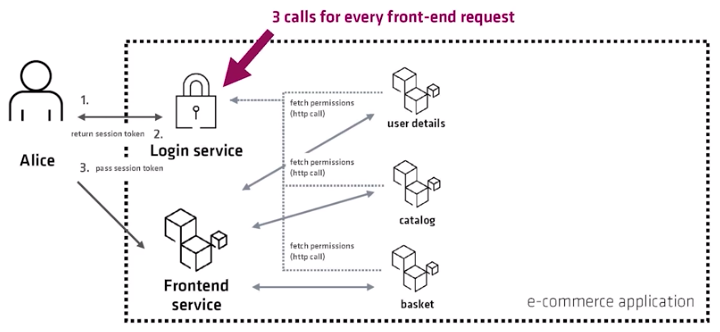 3 calls for every front-end request
1.
return session token
2.
Alice
Login service
3. pass session token
fetch permissions
(http call)
user details
fetch permissions
(http call)
catalog
fetch permissions
(http call)
Frontend
service
basket
e-commerce application